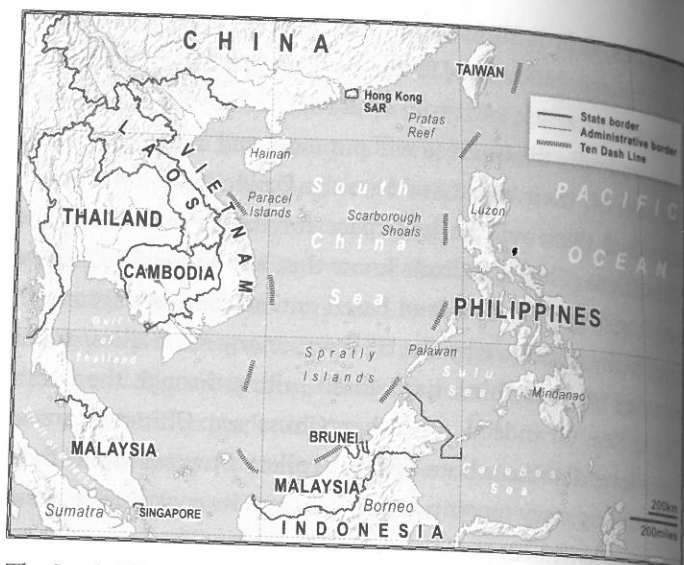 CHINA
TAIWAN
Hong Kong
SAR
Pratas
Reef
State border
Administrative border
Ten Dash Line
Hainan
LAOS
VIETNAM
South
China
Sea
Paracel
Islands
Scarborough
Shoals
Luzon
PACIFIC
OCEAN
THAILAND
CAMBODIA
Gulf
of
Thailand
PHILIPPINES
Spratly
Islands
Palawan
Sulu
Sea
Mindanao
MALAYSIA
BRUNEI
MALAYSIA
Celebes
Sea
Sumatra
SINGAPORE
Borneo
INDONESIA
200km
200miles